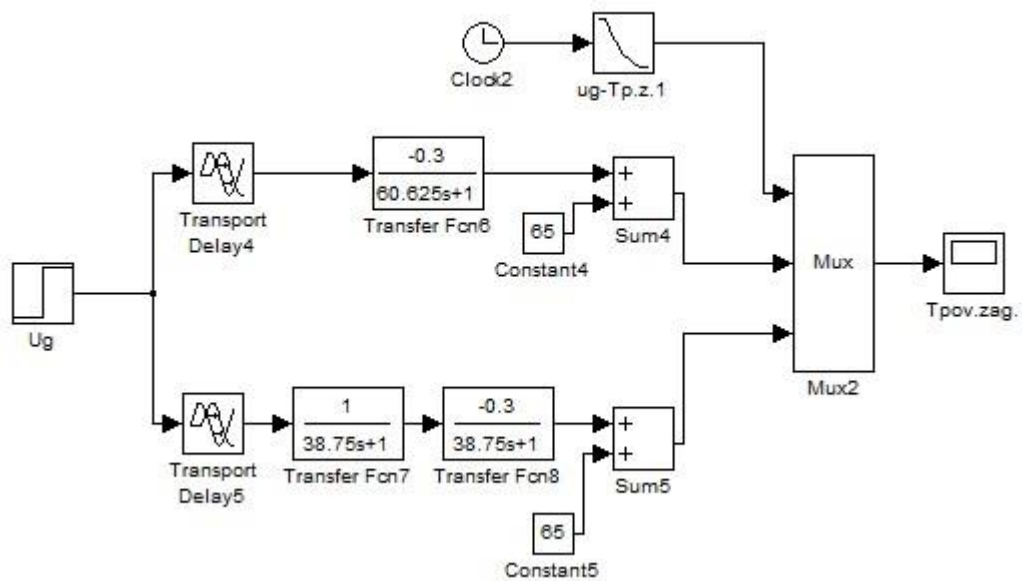 Clock2
ug-Tp.z.1
-0.3
60.625s+1
Transport
Delay4
Transfer Fcn6
+
+
65
Constant4
Sum4
Mux
Mux2
Tpov.zag.
Ug
1
38.75s+1
-0.3
38.75s+1
Transport
Delay5
Transfer Fcn7
Transfer Fcn8
+
+
Sum5
65
Constant5